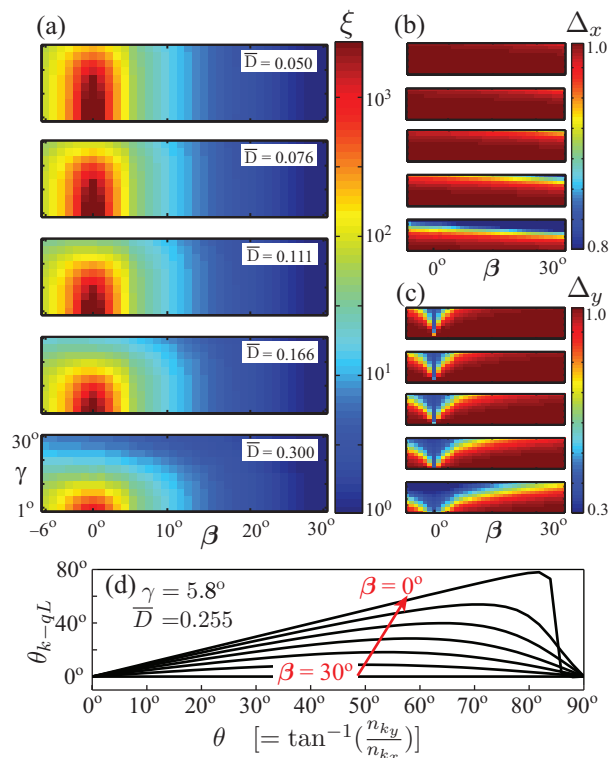 (a)
ξ
D̅ = 0.050
D̅ = 0.076
D̅ = 0.111
D̅ = 0.166
D̅ = 0.300
10³
10²
10¹
10⁰
30°
γ
1°
−6° 0° 10° 20° 30°
β
(b)
Δx
1.0
0.8
0° β 30°
(c)
Δy
1.0
0.3
0° β 30°
(d)
γ = 5.8°
D̅ =0.255
β=0°
β=30°
80°
40°
0°
θk−qL
0° 10° 20° 30° 40° 50° 60° 70° 80° 90°
θ [= tan⁻¹(nky/nkx)]